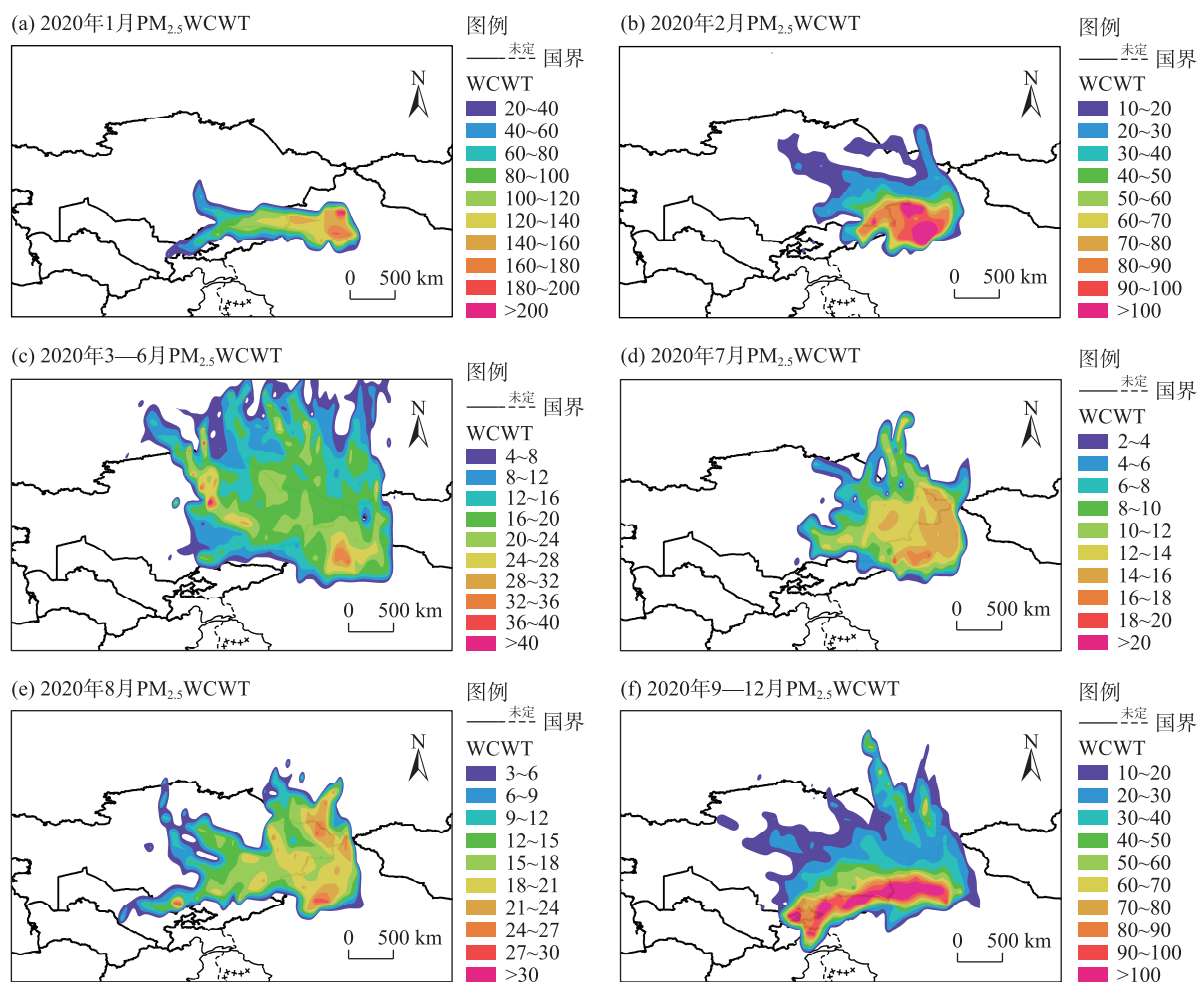 (a) 2020年1月PM2.5WCWT
图例
未定
国界
WCWT
20~40
40~60
60~80
80~100
100~120
120~140
140~160
160~180
180~200
>200
N
0 500 km
(b) 2020年2月PM2.5WCWT
图例
未定
国界
WCWT
10~20
20~30
30~40
40~50
50~60
60~70
70~80
80~90
90~100
>100
N
0 500 km
(c) 2020年3—6月PM2.5WCWT
图例
未定
国界
WCWT
4~8
8~12
12~16
16~20
20~24
24~28
28~32
32~36
36~40
>40
N
0 500 km
(d) 2020年7月PM2.5WCWT
图例
未定
国界
WCWT
2~4
4~6
6~8
8~10
10~12
12~14
14~16
16~18
18~20
>20
N
0 500 km
(e) 2020年8月PM2.5WCWT
图例
未定
国界
WCWT
3~6
6~9
9~12
12~15
15~18
18~21
21~24
24~27
27~30
>30
N
0 500 km
(f) 2020年9—12月PM2.5WCWT
图例
未定
国界
WCWT
10~20
20~30
30~40
40~50
50~60
60~70
70~80
80~90
90~100
>100
N
0 500 km